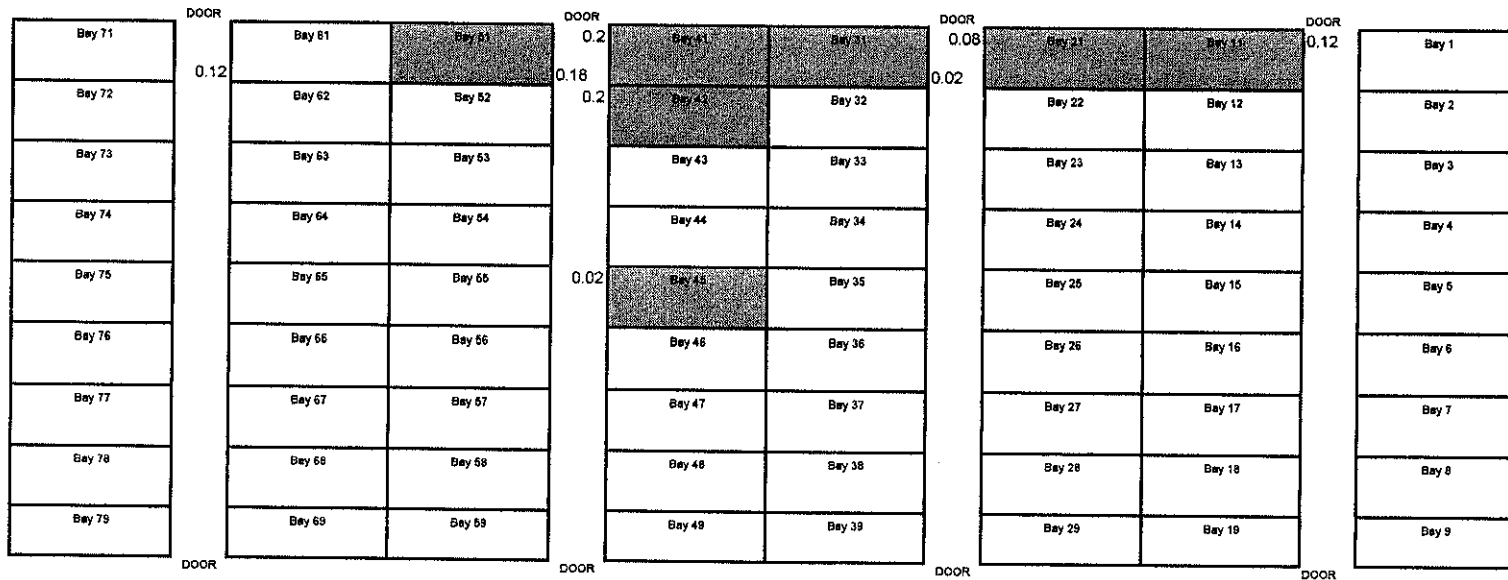 DOOR DOOR DOOR DOOR
Bay 71 Bay 61 Bay 51 0.2 Bay 41 Bay 31 0.08 Bay 21 Bay 11 0.12 Bay 1
0.12 0.18 0.02
Bay 72 Bay 62 Bay 52 0.2 Bay 42 Bay 32 Bay 22 Bay 12 Bay 2
Bay 73 Bay 63 Bay 53 Bay 43 Bay 33 Bay 23 Bay 13 Bay 3
Bay 74 Bay 64 Bay 54 Bay 44 Bay 34 Bay 24 Bay 14 Bay 4
Bay 75 Bay 65 Bay 55 0.02 Bay 45 Bay 35 Bay 25 Bay 15 Bay 5
Bay 76 Bay 66 Bay 56 Bay 46 Bay 36 Bay 26 Bay 16 Bay 6
Bay 77 Bay 67 Bay 57 Bay 47 Bay 37 Bay 27 Bay 17 Bay 7
Bay 78 Bay 68 Bay 58 Bay 48 Bay 38 Bay 28 Bay 18 Bay 8
Bay 79 Bay 69 Bay 59 Bay 49 Bay 39 Bay 29 Bay 19 Bay 9
DOOR DOOR DOOR DOOR